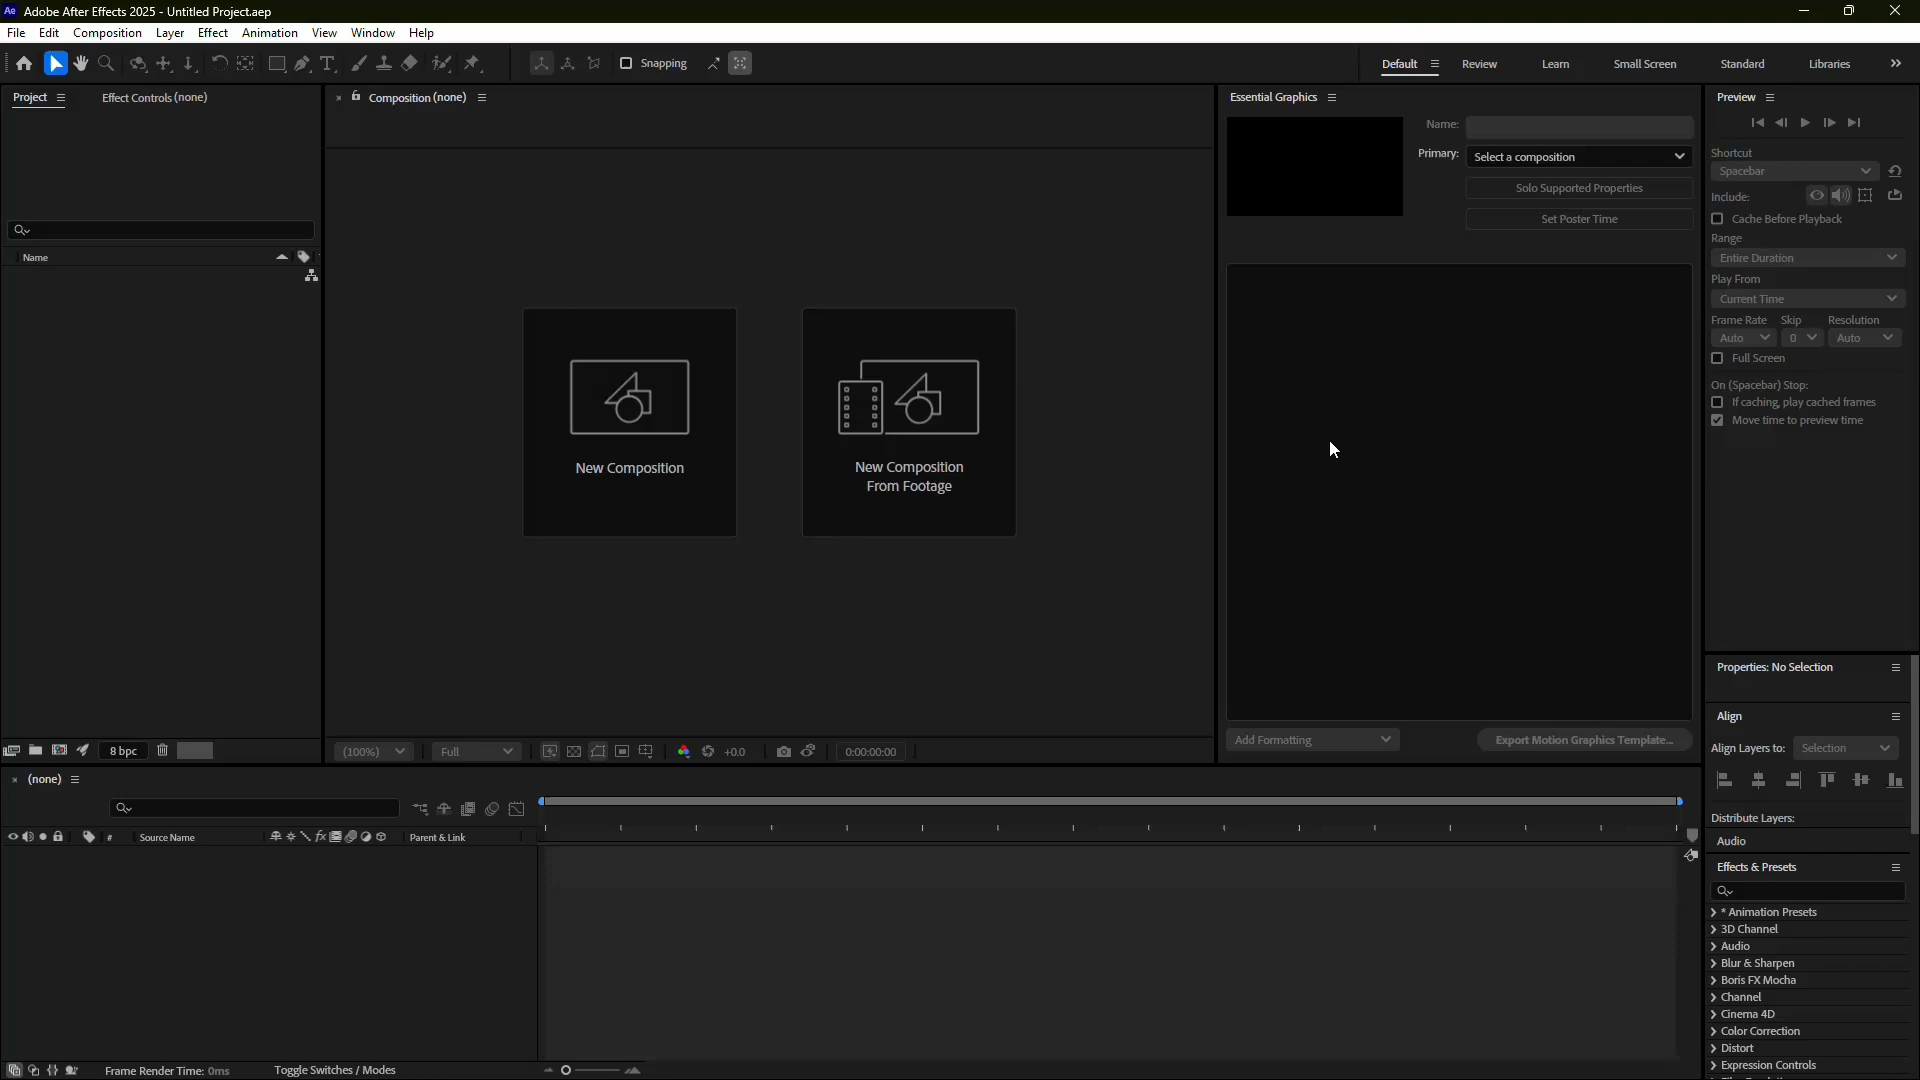 Ae Adobe After Effects 2025 - Untitled Project.aep
File Edit Composition Layer Effect Animation View Window Help
Snapping
Default Review Learn Small Screen Standard Libraries
Project Effect Controls (none)
Composition (none)
Essential Graphics
Preview
Name:
Primary: Select a composition
Solo Supported Properties
Set Poster Time
Shortcut
Spacebar
Include:
Cache Before Playback
Range
Entire Duration
Play From
Current Time
Frame Rate Skip Resolution
Auto 0 Auto
Full Screen
On (Spacebar) Stop:
If caching, play cached frames
Move time to preview time
Name
New Composition
New Composition
From Footage
8 bpc
(100%) Full +0.0 0:00:00:00
Add Formatting Export Motion Graphics Template...
Properties: No Selection
Align
Align Layers to: Selection
Distribute Layers:
Audio
Effects & Presets
* Animation Presets
3D Channel
Audio
Blur & Sharpen
Boris FX Mocha
Channel
Cinema 4D
Color Correction
Distort
Expression Controls
(none)
# Source Name fx Parent & Link
Frame Render Time: 0ms Toggle Switches / Modes